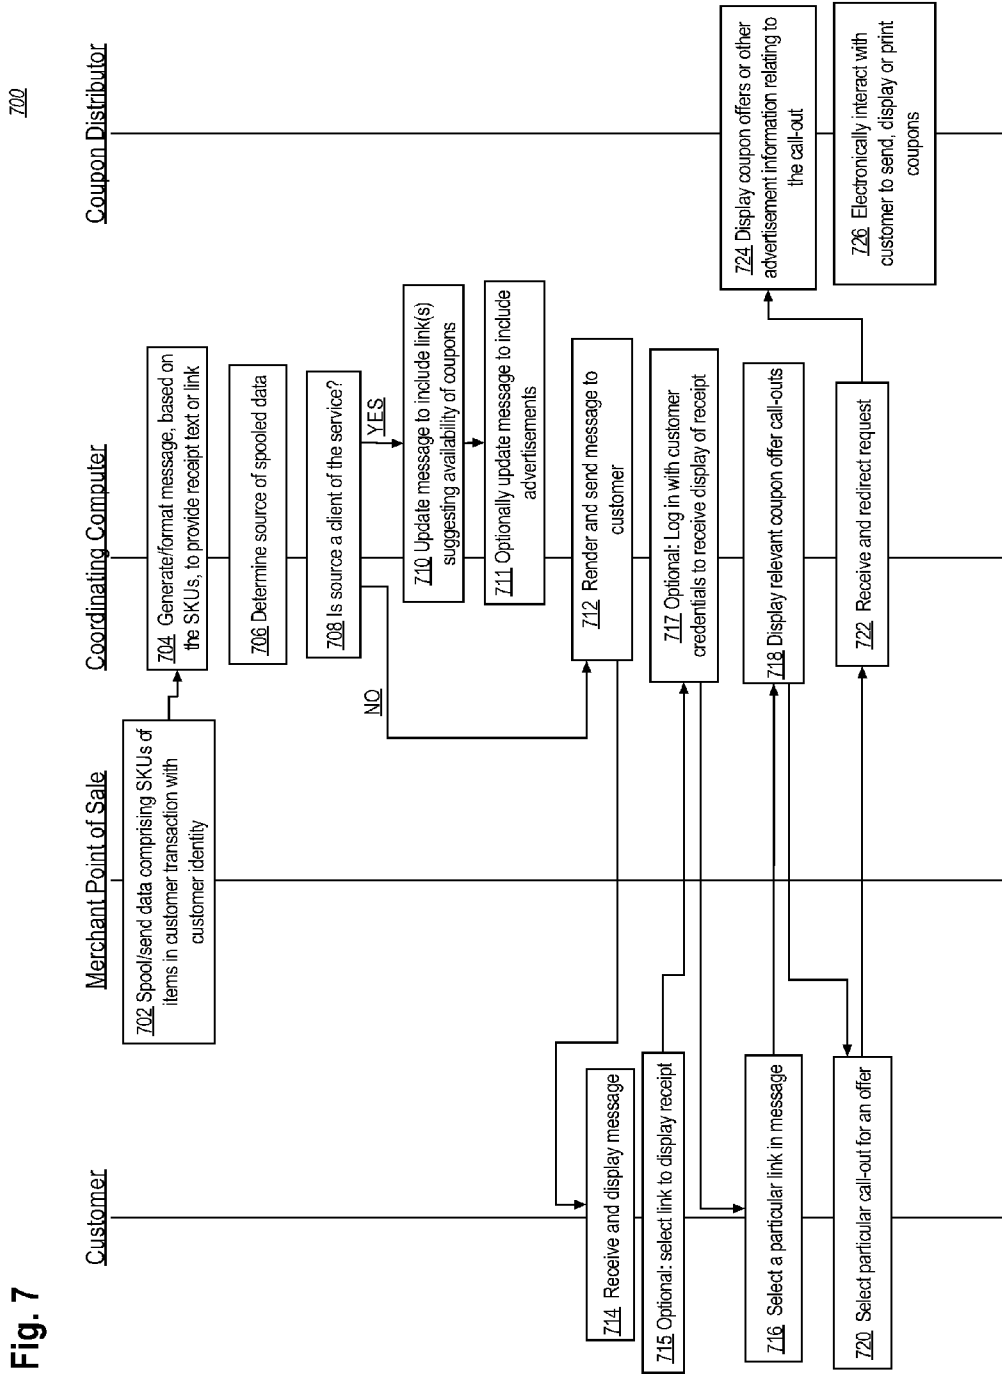 Fig. 7
700
Customer
Merchant Point of Sale
Coordinating Computer
Coupon Distributor
702 Spool/send data comprising SKUs of
items in customer transaction with
customer identity
704 Generate/format message, based on
the SKUs, to provide receipt text or link
706 Determine source of spooled data
708 Is source a client of the service?
YES
NO
710 Update message to include link(s)
suggesting availability of coupons
711 Optionally update message to include
advertisements
712 Render and send message to
customer
714 Receive and display message
715 Optional: select link to display receipt
717 Optional: Log in with customer
credentials to receive display of receipt
716 Select a particular link in message
718 Display relevant coupon offer call-outs
720 Select particular call-out for an offer
722 Receive and redirect request
724 Display coupon offers or other
advertisement information relating to
the call-out
726 Electronically interact with
customer to send, display or print
coupons